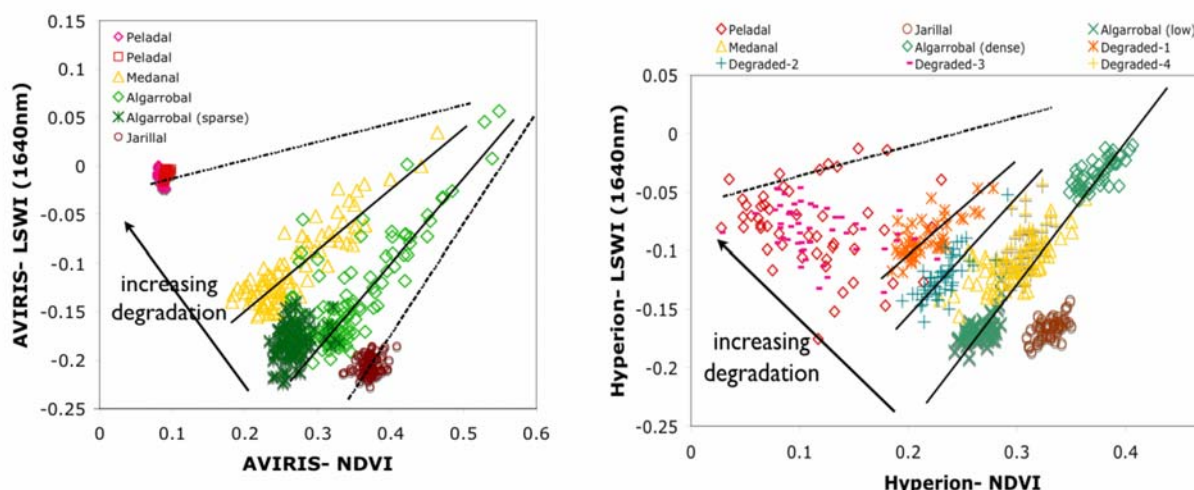 0.15
0.1
0.05
0
-0.05
-0.1
-0.15
-0.2
-0.25
AVIRIS- LSWI (1640nm)
Peladal
Peladal
Medanal
Algarrobal
Algarrobal (sparse)
Jarillal
increasing
degradation
0 0.1 0.2 0.3 0.4 0.5 0.6
AVIRIS- NDVI
Peladal Jarillal Algarrobal (low)
Medanal Algarrobal (dense) Degraded-1
Degraded-2 Degraded-3 Degraded-4
0.05
0
-0.05
-0.1
-0.15
-0.2
-0.25
Hyperion- LSWI (1640nm)
increasing
degradation
0 0.1 0.2 0.3 0.4
Hyperion- NDVI